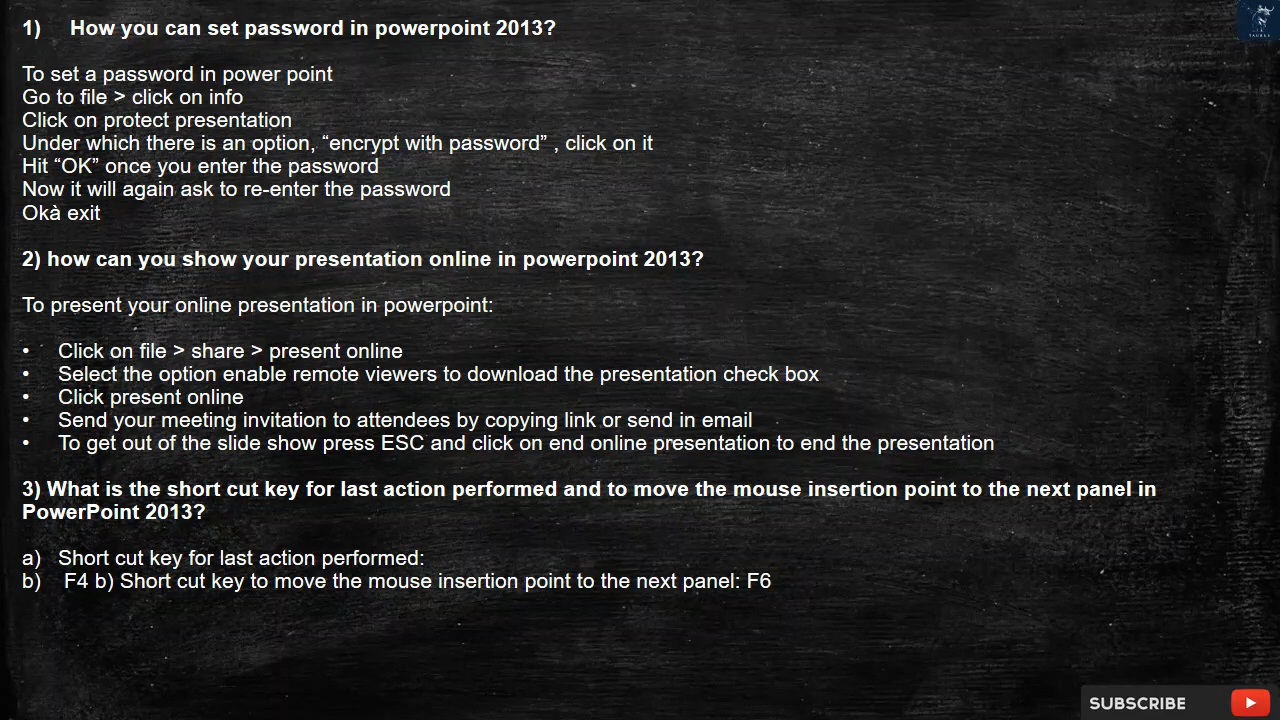 1) How you can set password in powerpoint 2013?
To set a password in power point
Go to file > click on info
Click on protect presentation
Under which there is an option, “encrypt with password” , click on it
Hit “OK” once you enter the password
Now it will again ask to re-enter the password
Okà exit
2) how can you show your presentation online in powerpoint 2013?
To present your online presentation in powerpoint:
• Click on file > share > present online
• Select the option enable remote viewers to download the presentation check box
• Click present online
• Send your meeting invitation to attendees by copying link or send in email
• To get out of the slide show press ESC and click on end online presentation to end the presentation
3) What is the short cut key for last action performed and to move the mouse insertion point to the next panel in
PowerPoint 2013?
a) Short cut key for last action performed:
b) F4 b) Short cut key to move the mouse insertion point to the next panel: F6
SUBSCRIBE